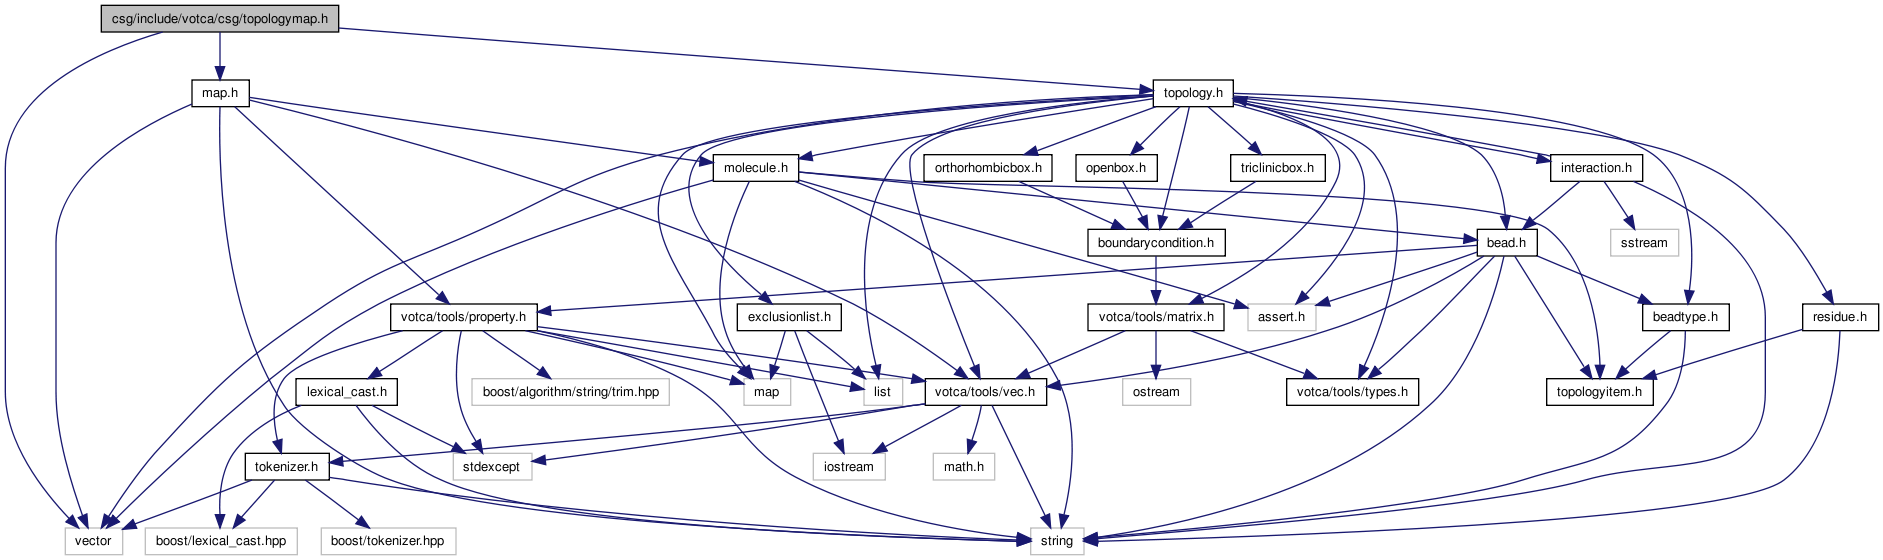 csg/include/votca/csg/topologymap.h
map.h
topology.h
molecule.h
orthorhombicbox.h
openbox.h
triclinicbox.h
interaction.h
boundarycondition.h
bead.h
sstream
votca/tools/property.h
exclusionlist.h
votca/tools/matrix.h
assert.h
beadtype.h
residue.h
lexical_cast.h
boost/algorithm/string/trim.hpp
map
list
votca/tools/vec.h
ostream
votca/tools/types.h
topologyitem.h
tokenizer.h
stdexcept
iostream
math.h
vector
boost/lexical_cast.hpp
boost/tokenizer.hpp
string